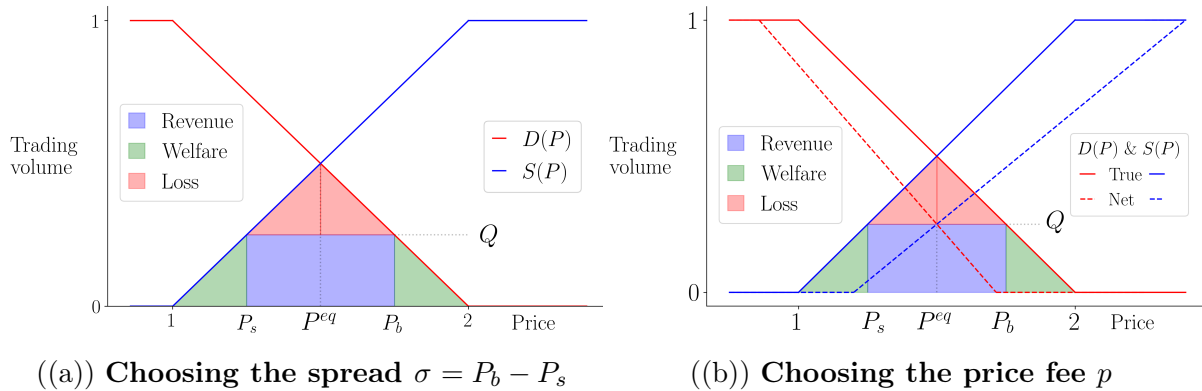 1
Trading
volume
0
Revenue
Welfare
Loss
D(P)
S(P)
Q
1
P_s
P^{eq}
P_b
2
Price
((a)) Choosing the spread σ = P_b − P_s
1
Trading
volume
0
Revenue
Welfare
Loss
D(P) & S(P)
True
Net
Q
1
P_s
P^{eq}
P_b
2
Price
((b)) Choosing the price fee p